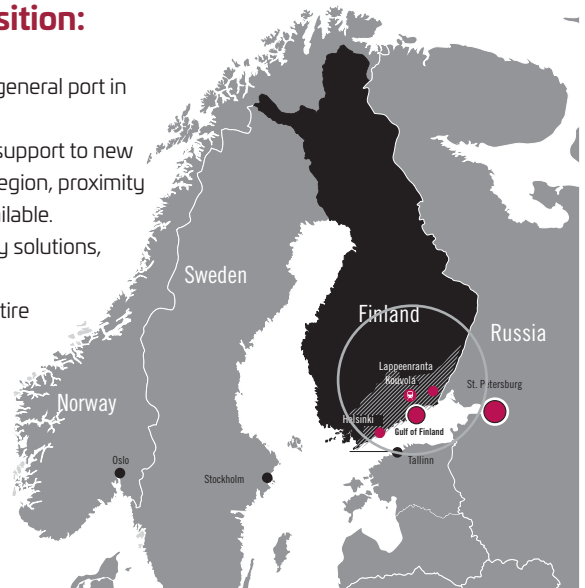 sition:
general port in
support to new
egion, proximity
ilable.
y solutions,
tire
Sweden
Finland
Russia
Lappeenranta
Kouvola
St. Petersburg
Norway
Helsinki
Gulf of Finland
Oslo
Tallinn
Stockholm